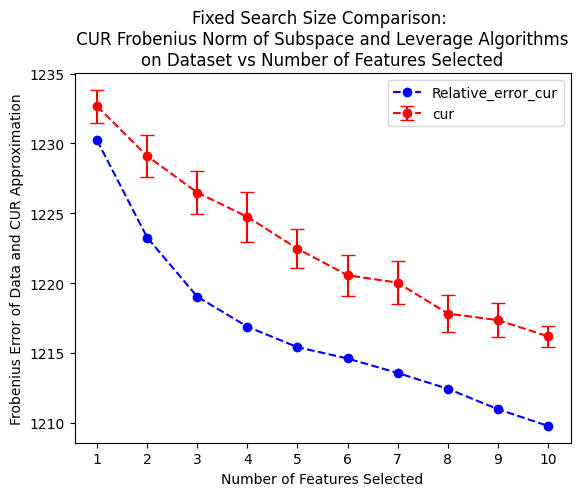 Fixed Search Size Comparison:
CUR Frobenius Norm of Subspace and Leverage Algorithms
on Dataset vs Number of Features Selected
Frobenius Error of Data and CUR Approximation
1235
1230
1225
1220
1215
1210
Relative_error_cur
cur
1 2 3 4 5 6 7 8 9 10
Number of Features Selected